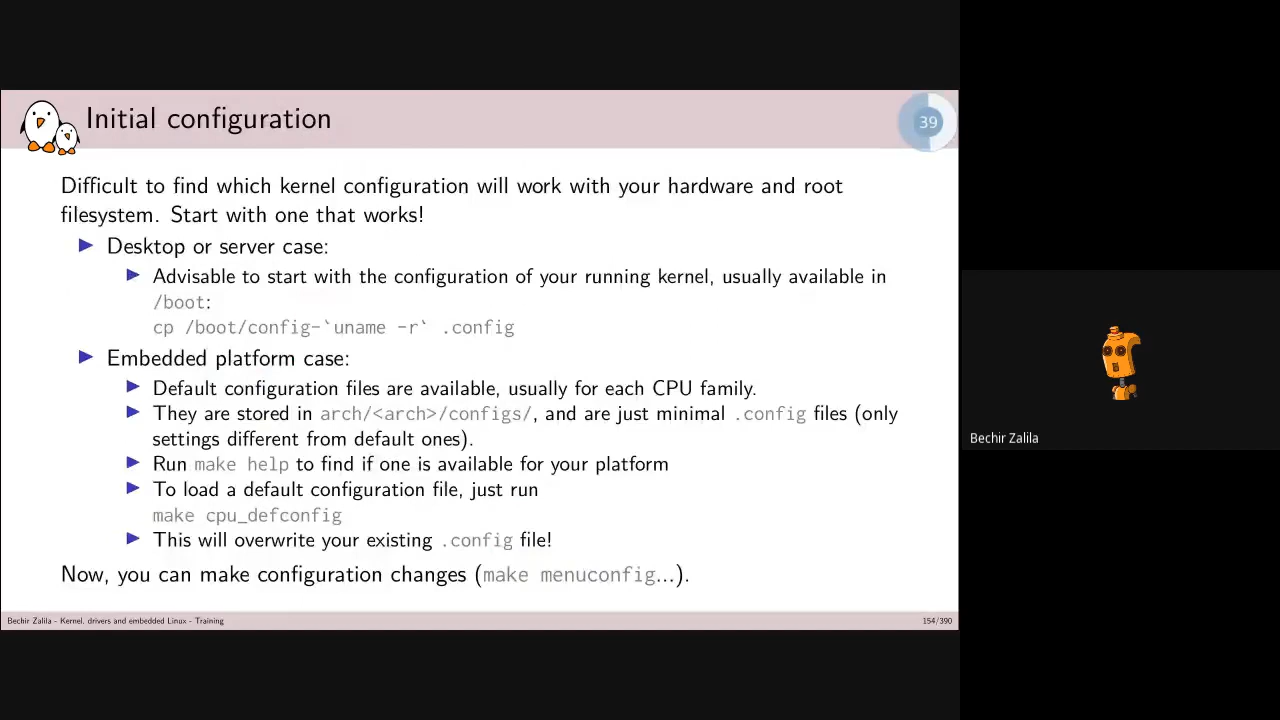 Initial configuration
39
Difficult to find which kernel configuration will work with your hardware and root
filesystem. Start with one that works!
Desktop or server case:
Advisable to start with the configuration of your running kernel, usually available in
/boot:
cp /boot/config-`uname -r` .config
Embedded platform case:
Default configuration files are available, usually for each CPU family.
They are stored in arch/<arch>/configs/, and are just minimal .config files (only
settings different from default ones).
Run make help to find if one is available for your platform
To load a default configuration file, just run
make cpu_defconfig
This will overwrite your existing .config file!
Now, you can make configuration changes (make menuconfig...).
Bechir Zalila - Kernel, drivers and embedded Linux - Training
154/390
Bechir Zalila